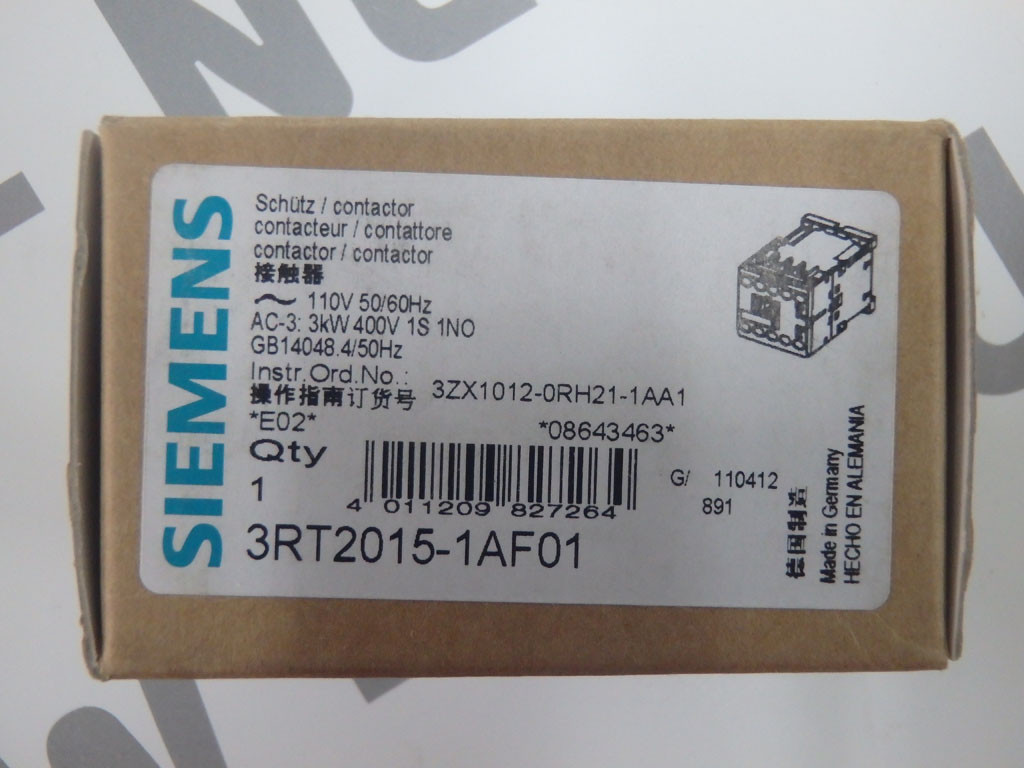 SIEMENS
Schütz / contactor
contacteur / contattore
contactor / contactor
接触器
~ 110V 50/60Hz
AC-3: 3kW 400V 1S 1NO
GB14048.4/50Hz
Instr.Ord.No.:
操作指南订货号 3ZX1012-0RH21-1AA1
*E02* *08643463*
Qty
1
4 011209 827264
G/ 110412
891
3RT2015-1AF01
德国制造
Made in Germany
HECHO EN ALEMANIA